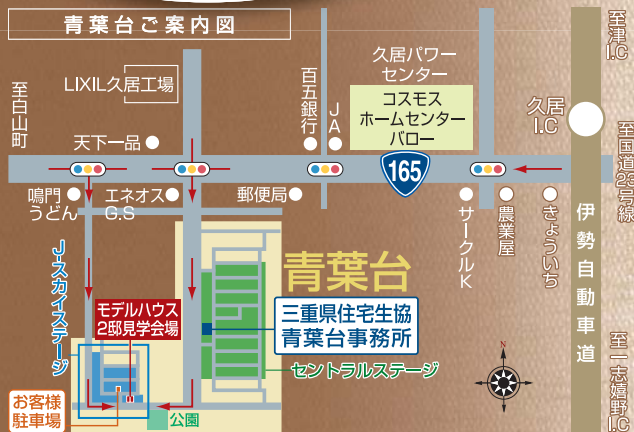 青葉台ご案内図
至津
I.C
久居パワー
センター
コスモス
ホームセンター
バロー
LIXIL久居工場
百五銀行
JA
至白山町
天下一品
久居
I.C
至国道23号線
165
鳴門
うどん
エネオス
G.S
郵便局
サークルK
農業屋
きょういち
伊勢自動車道
青葉台
J-スカイステージ
モデルハウス
2邸見学会場
三重県住宅生協
青葉台事務所
セントラルステージ
至一志嬉野
I.C
お客様
駐車場
公園
N